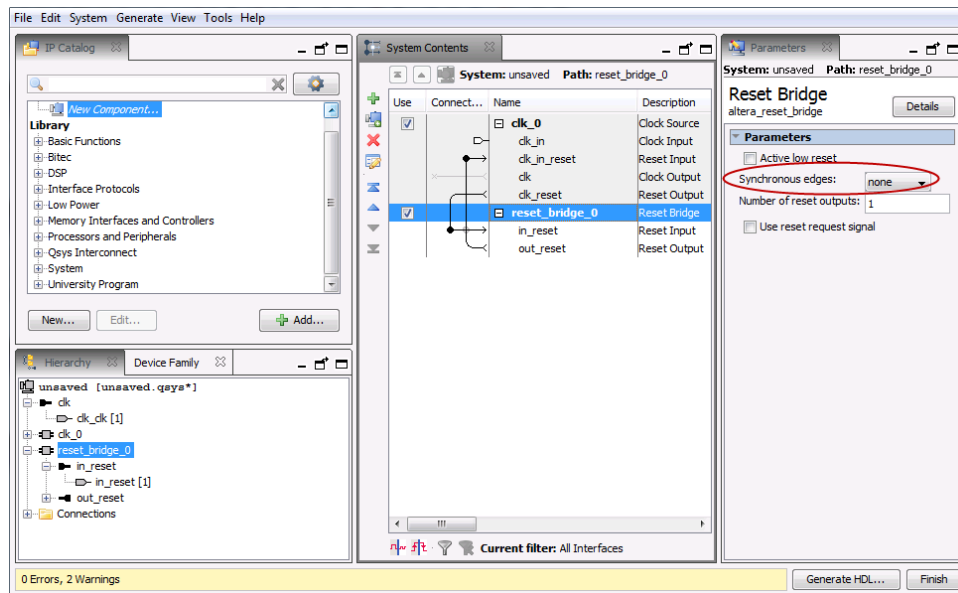 File Edit System Generate View Tools Help
IP Catalog
New Component...
Library
Basic Functions
Bitec
DSP
Interface Protocols
Low Power
Memory Interfaces and Controllers
Processors and Peripherals
Qsys Interconnect
System
University Program
New... Edit... Add...
Hierarchy Device Family
unsaved [unsaved.qsys*]
clk
clk_clk [1]
clk_0
reset_bridge_0
in_reset
in_reset [1]
out_reset
Connections
System Contents
System: unsaved Path: reset_bridge_0
Use Connect... Name Description
clk_0 Clock Source
clk_in Clock Input
clk_in_reset Reset Input
clk Clock Output
clk_reset Reset Output
reset_bridge_0 Reset Bridge
in_reset Reset Input
out_reset Reset Output
Current filter: All Interfaces
Parameters
System: unsaved Path: reset_bridge_0
Reset Bridge
altera_reset_bridge Details
Parameters
Active low reset
Synchronous edges: none
Number of reset outputs: 1
Use reset request signal
0 Errors, 2 Warnings
Generate HDL... Finish